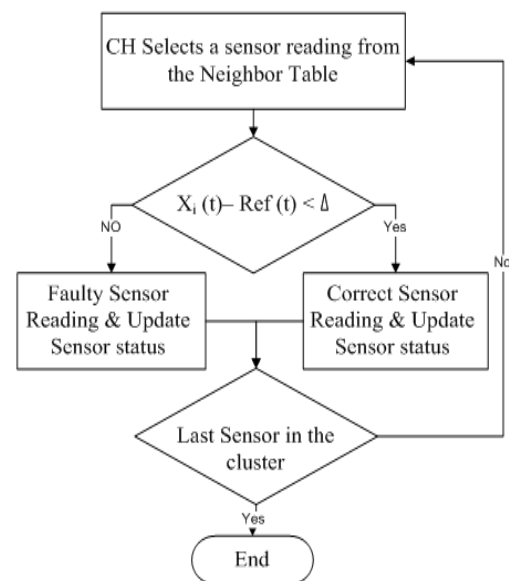 CH Selects a sensor reading from
the Neighbor Table
Xᵢ (t)– Ref (t) < Δ
NO
Yes
No
Faulty Sensor
Reading & Update
Sensor status
Correct Sensor
Reading & Update
Sensor status
Last Sensor in the
cluster
Yes
End